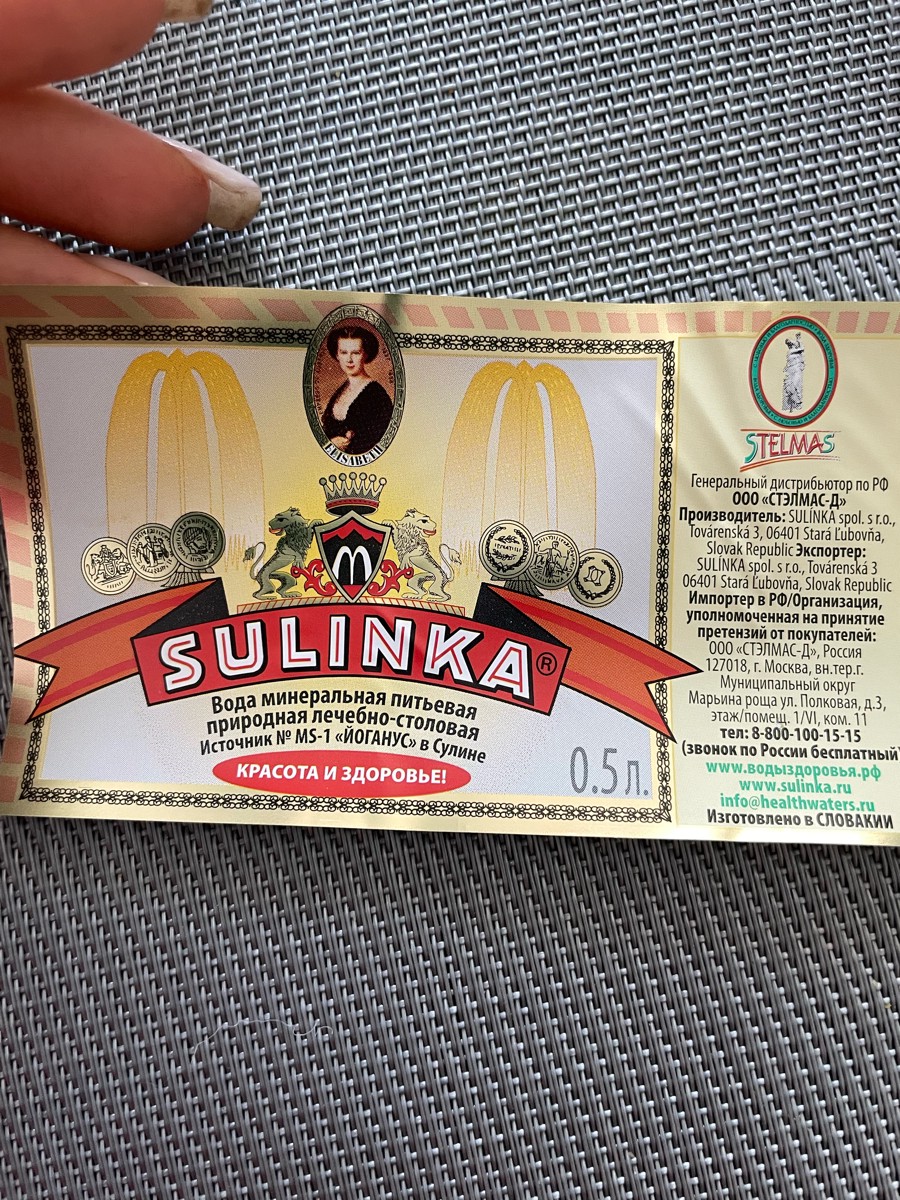 ELISABETH
M
SULINKA®
Вода минеральная питьевая
природная лечебно-столовая
Источник № MS-1 «ЙОГАНУС» в Сулине
КРАСОТА И ЗДОРОВЬЕ!
0.5 л.
STELMAS
Генеральный дистрибьютор по РФ
ООО «СТЭЛМАС-Д»
Производитель: SULINKA spol. s r.o.,
Továrenská 3, 06401 Stará Ľubovňa,
Slovak Republic Экспортер:
SULÍNKA spol. s r.o., Továrenská 3
06401 Stará Ľubovňa, Slovak Republic
Импортер в РФ/Организация,
уполномоченная на принятие
претензий от покупателей:
ООО «СТЭЛМАС-Д», Россия
127018, г. Москва, вн.тер.г.
Муниципальный округ
Марьина роща ул. Полковая, д.3,
этаж/помещ. 1/VI, ком. 11
тел: 8-800-100-15-15
(звонок по России бесплатный)
www.водыздоровья.рф
www.sulinka.ru
info@healthwaters.ru
Изготовлено в СЛОВАКИИ